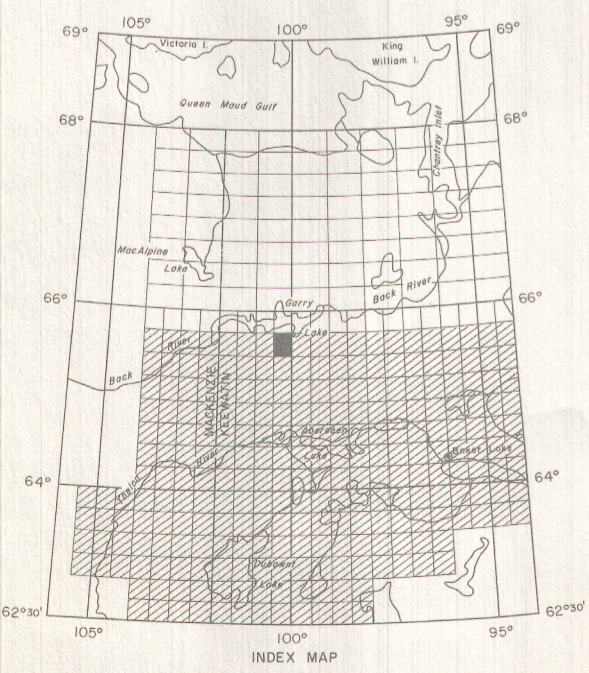 105°
100°
95°
69°
69°
Victoria I.
King
William I.
Queen Maud Gulf
68°
68°
Chantrey Inlet
MacAlpine
Lake
Back River
66°
66°
Garry
Lake
River
Back
MACKENZIE
KEEWATIN
Aberdeen
Lake
River
Thelon
Baker Lake
64°
64°
Dubawnt
Lake
62°30'
62°30'
105°
100°
95°
INDEX MAP